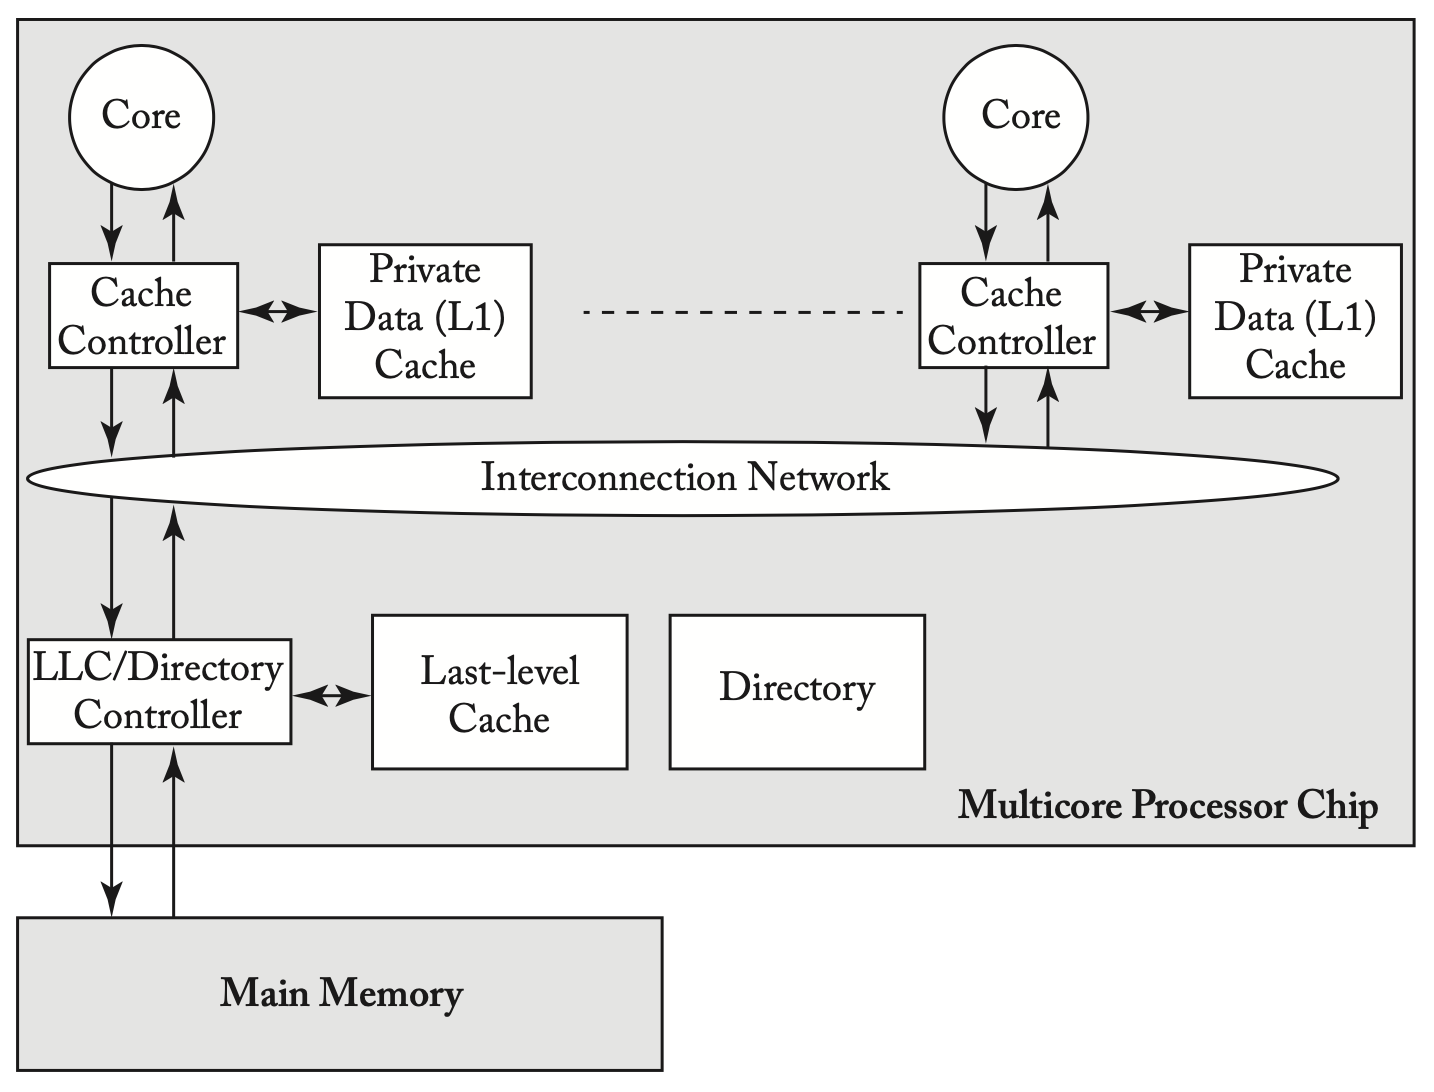 Core
Core
Cache
Controller
Private
Data (L1)
Cache
Cache
Controller
Private
Data (L1)
Cache
Interconnection Network
LLC/Directory
Controller
Last-level
Cache
Directory
Multicore Processor Chip
Main Memory